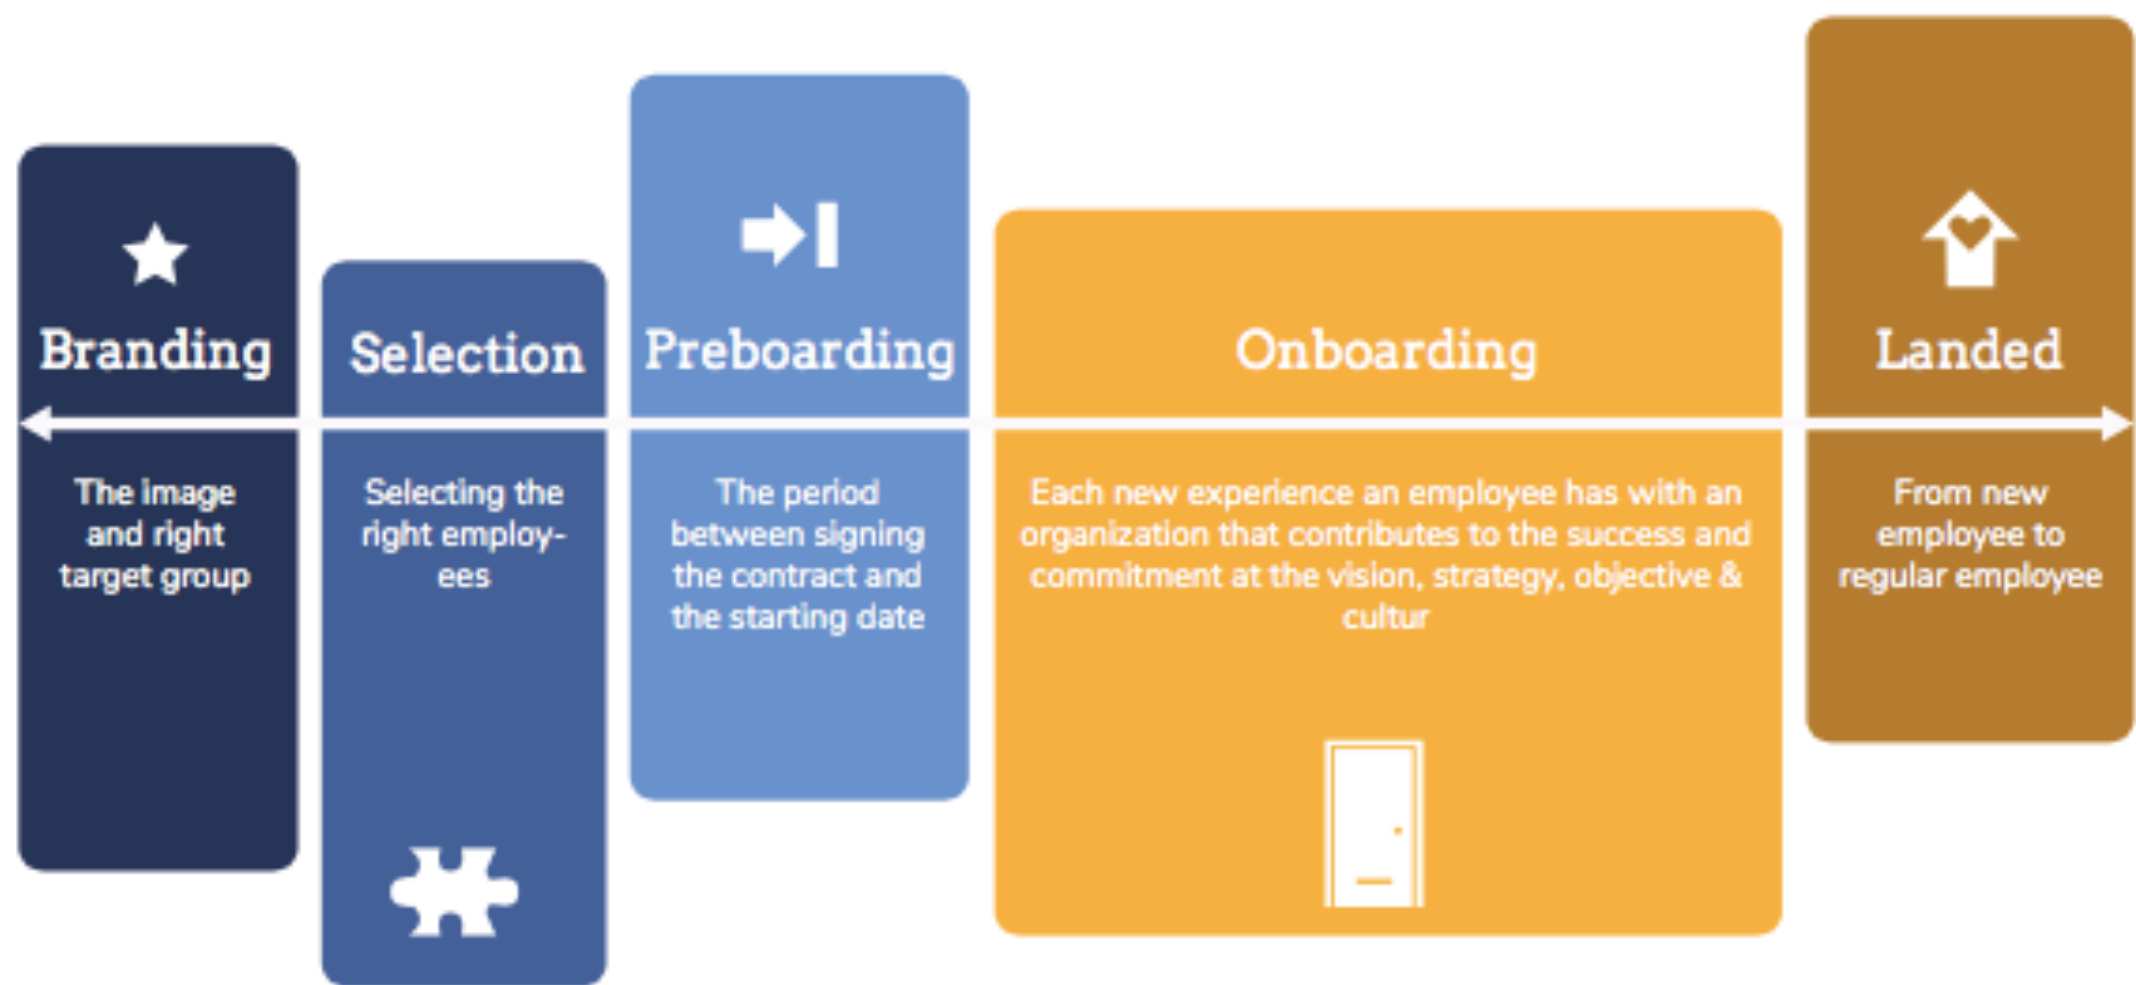 Branding
The image
and right
target group
Selection
Selecting the
right employ-
ees
Preboarding
The period
between signing
the contract and
the starting date
Onboarding
Each new experience an employee has with an
organization that contributes to the success and
commitment at the vision, strategy, objective &
cultur
Landed
From new
employee to
regular employee